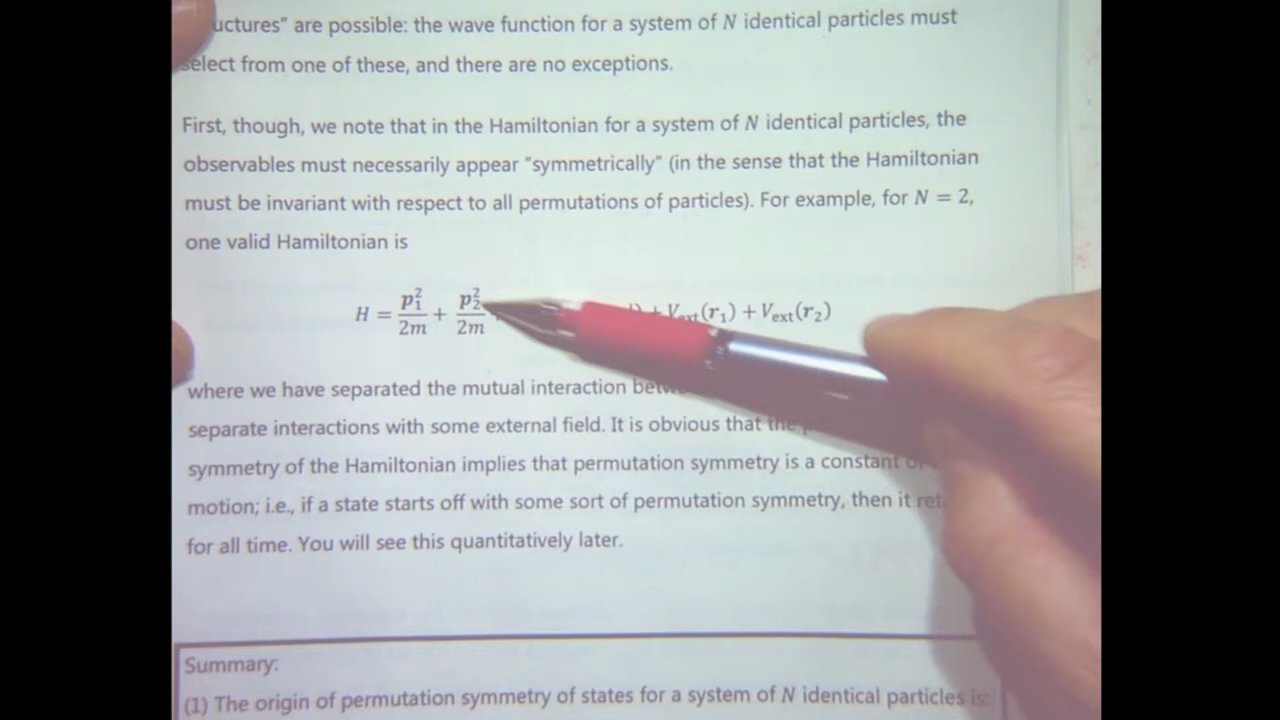 uctures" are possible: the wave function for a system of N identical particles must
select from one of these, and there are no exceptions.
First, though, we note that in the Hamiltonian for a system of N identical particles, the
observables must necessarily appear "symmetrically" (in the sense that the Hamiltonian
must be invariant with respect to all permutations of particles). For example, for N = 2,
one valid Hamiltonian is
H = p₁²/2m + p₂²/2m + V_ext(r₁) + V_ext(r₂)
where we have separated the mutual interaction
separate interactions with some external field. It is obvious that the
symmetry of the Hamiltonian implies that permutation symmetry is a constant
motion; i.e., if a state starts off with some sort of permutation symmetry, then it
for all time. You will see this quantitatively later.
Summary:
(1) The origin of permutation symmetry of states for a system of N identical particles is: